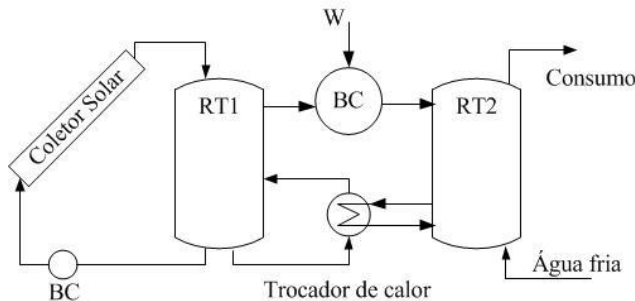 W
Coletor Solar
RT1
BC
RT2
Consumo
BC
Trocador de calor
Água fria